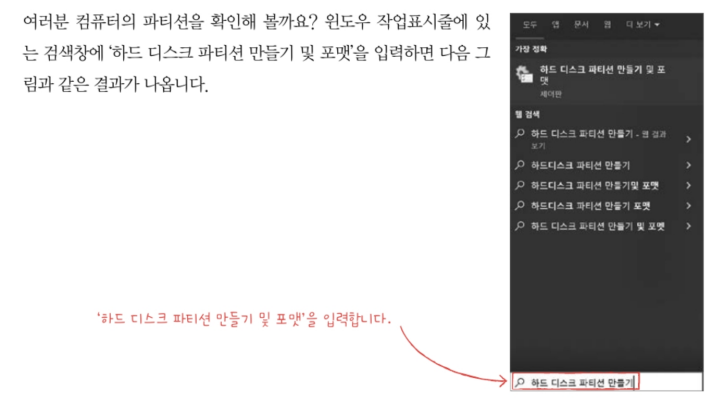 여러분 컴퓨터의 파티션을 확인해 볼까요? 윈도우 작업표시줄에 있
는 검색창에 ‘하드 디스크 파티션 만들기 및 포맷’을 입력하면 다음 그
림과 같은 결과가 나옵니다.
모두 앱 문서 웹 더 보기
가장 정확
하드 디스크 파티션 만들기 및 포
맷
제어판
웹 검색
하드 디스크 파티션 만들기 - 웹 결과
보기
하드디스크 파티션 만들기
하드디스크 파티션 만들기및 포맷
하드디스크 파티션 만들기 포맷
하드 디스크 파티션 만들기 및 포멧
‘하드 디스크 파티션 만들기 및 포맷’을 입력합니다.
하드 디스크 파티션 만들기